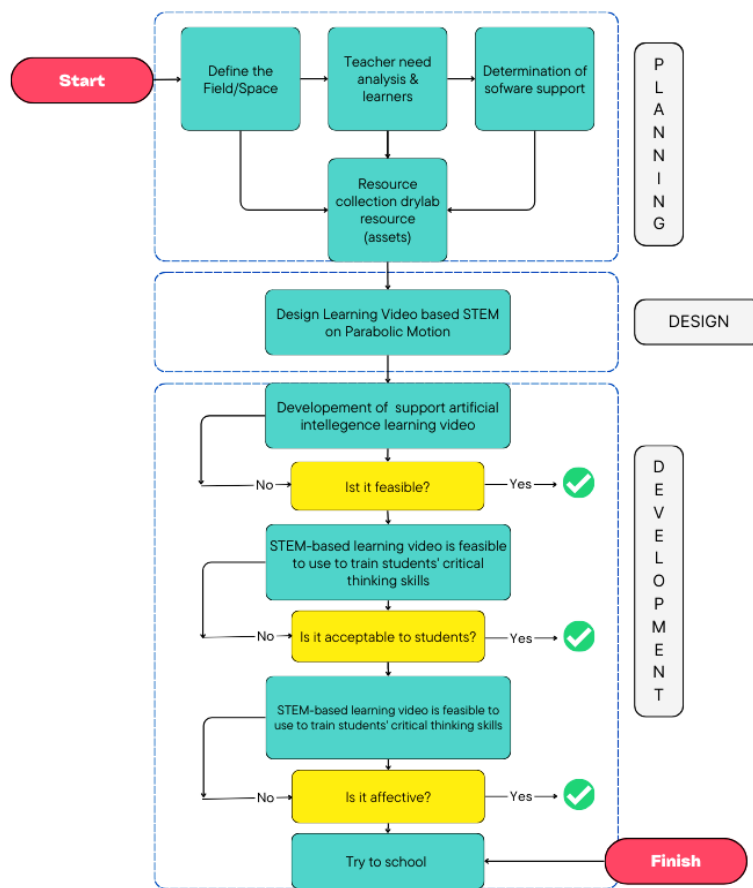 Start
Define the
Field/Space
Teacher need
analysis &
learners
Determination of
sofware support
Resource
collection drylab
resource
(assets)
PLANNING
Design Learning Video based STEM
on Parabolic Motion
DESIGN
Developement of support artificial
intellegence learning video
No
Ist it feasible?
Yes
STEM-based learning video is feasible
to use to train students' critical
thinking skills
No
Is it acceptable to students?
Yes
STEM-based learning video is feasible to
use to train students' critical thinking skills
No
Is it affective?
Yes
DEVELOPMENT
Try to school
Finish